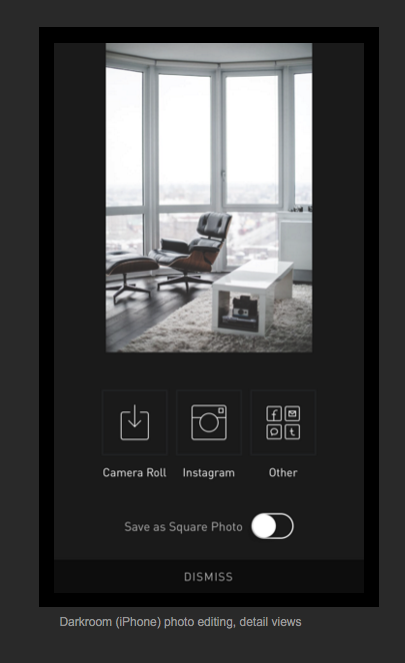 Camera Roll
Instagram
Other
Save as Square Photo
DISMISS
Darkroom (iPhone) photo editing, detail views